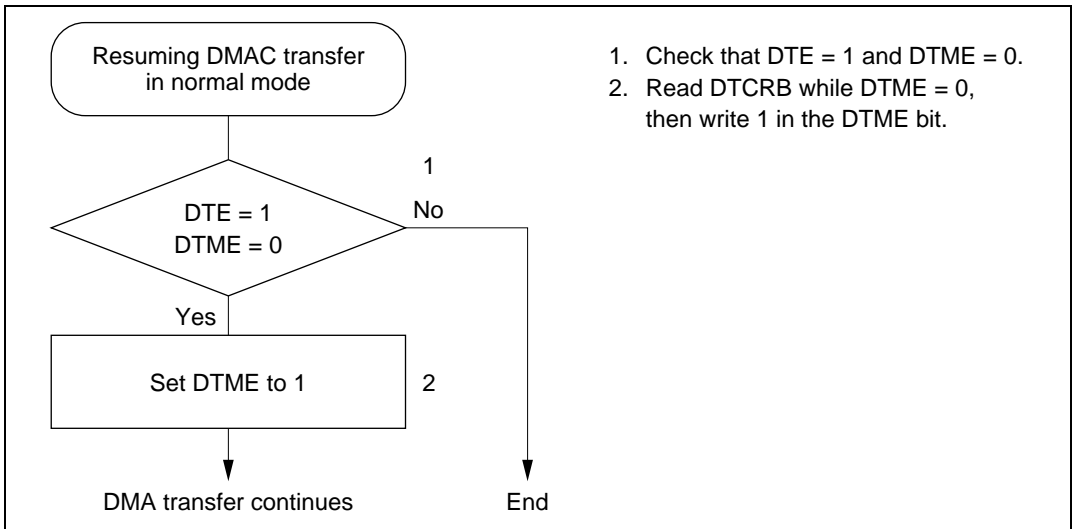 Resuming DMAC transfer
in normal mode
1. Check that DTE = 1 and DTME = 0.
2. Read DTCRB while DTME = 0,
then write 1 in the DTME bit.
1
DTE = 1
DTME = 0
No
Yes
Set DTME to 1
2
DMA transfer continues
End